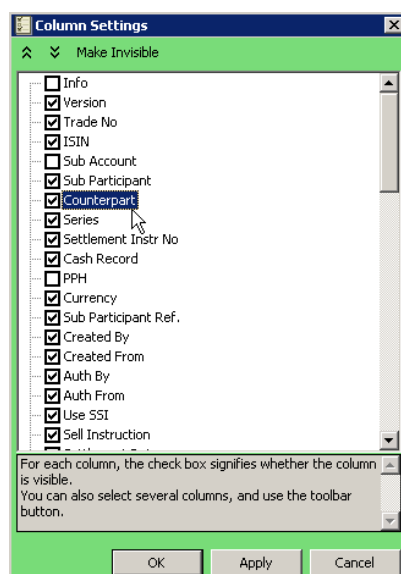 Column Settings
Make Invisible
Info
Version
Trade No
ISIN
Sub Account
Sub Participant
Counterpart
Series
Settlement Instr No
Cash Record
PPH
Currency
Sub Participant Ref.
Created By
Created From
Auth By
Auth From
Use SSI
Sell Instruction
For each column, the check box signifies whether the column
is visible.
You can also select several columns, and use the toolbar
button.
OK Apply Cancel